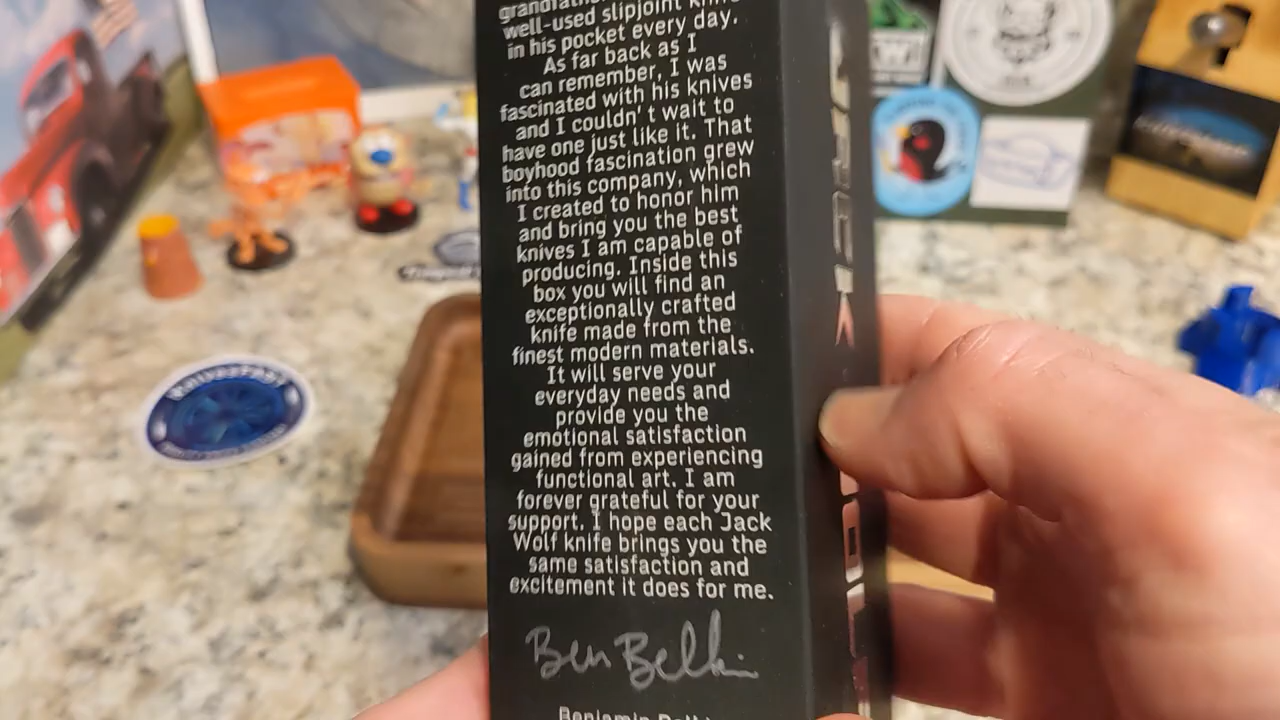 well-used slipjoint
in his pocket every day.
As far back as I
can remember, I was
fascinated with his knives
and I couldn't wait to
have one just like it. That
boyhood fascination grew
into this company, which
I created to honor him
and bring you the best
knives I am capable of
producing. Inside this
box you will find an
exceptionally crafted
knife made from the
finest modern materials.
It will serve your
everyday needs and
provide you the
emotional satisfaction
gained from experiencing
functional art. I am
forever grateful for your
support. I hope each Jack
Wolf knife brings you the
same satisfaction and
excitement it does for me.
Ben Belkin
Benjamin
JACK